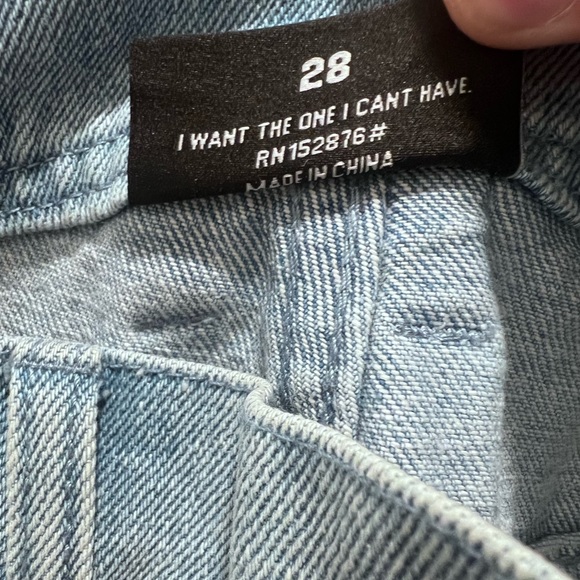 28
I WANT THE ONE I CANT HAVE.
RN152876#
MADE IN CHINA